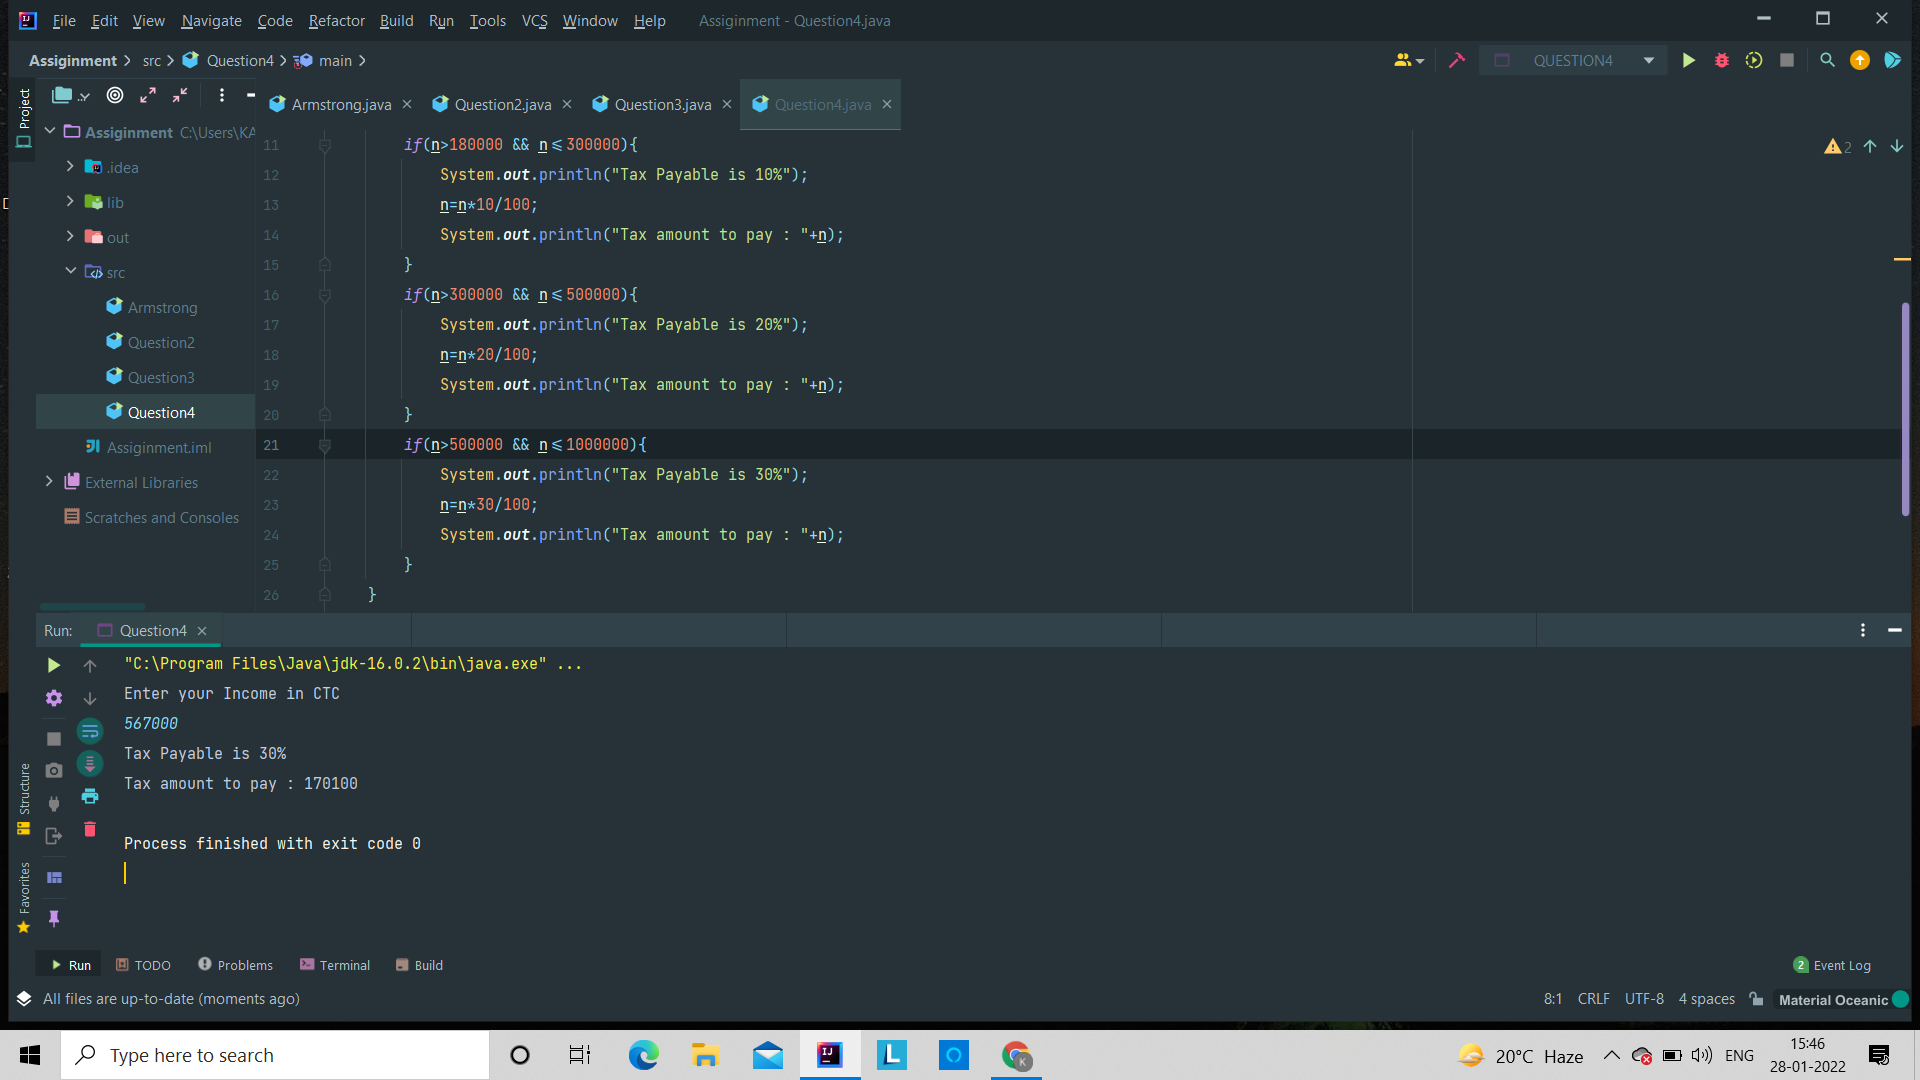 File Edit View Navigate Code Refactor Build Run Tools VCS Window Help Assiginment - Question4.java
Assiginment src Question4 main QUESTION4
Project
Armstrong.java Question2.java Question3.java Question4.java
Assiginment C:\Users\KA
.idea
lib
out
src
Armstrong
Question2
Question3
Question4
Assiginment.iml
External Libraries
Scratches and Consoles
2
11 if(n>180000 && n<=300000){
12 System.out.println("Tax Payable is 10%");
13 n=n*10/100;
14 System.out.println("Tax amount to pay : "+n);
15 }
16 if(n>300000 && n<=500000){
17 System.out.println("Tax Payable is 20%");
18 n=n*20/100;
19 System.out.println("Tax amount to pay : "+n);
20 }
21 if(n>500000 && n<=1000000){
22 System.out.println("Tax Payable is 30%");
23 n=n*30/100;
24 System.out.println("Tax amount to pay : "+n);
25 }
26 }
Run: Question4
"C:\Program Files\Java\jdk-16.0.2\bin\java.exe" ...
Enter your Income in CTC
567000
Tax Payable is 30%
Tax amount to pay : 170100
Process finished with exit code 0
Structure
Favorites
Run TODO Problems Terminal Build 2 Event Log
All files are up-to-date (moments ago) 8:1 CRLF UTF-8 4 spaces Material Oceanic
Type here to search
20°C Haze ENG
15:46
28-01-2022